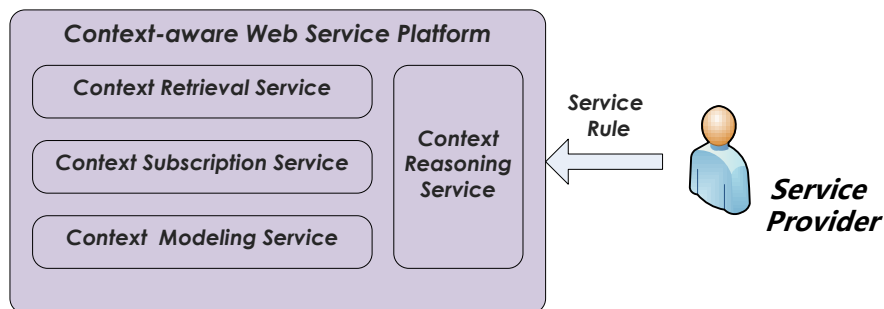 Context-aware Web Service Platform
Context Retrieval Service
Context Subscription Service
Context Modeling Service
Context
Reasoning
Service
Service
Rule
Service
Provider